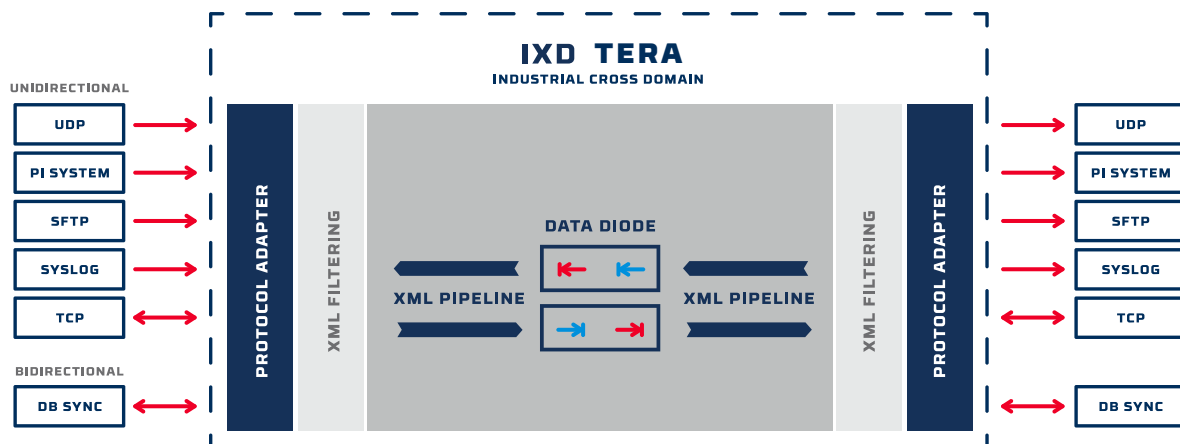 IXD TERA
INDUSTRIAL CROSS DOMAIN
UNIDIRECTIONAL
UDP
PI SYSTEM
SFTP
SYSLOG
TCP
BIDIRECTIONAL
DB SYNC
PROTOCOL ADAPTER
XML FILTERING
DATA DIODE
XML PIPELINE
XML PIPELINE
XML FILTERING
PROTOCOL ADAPTER
UDP
PI SYSTEM
SFTP
SYSLOG
TCP
DB SYNC